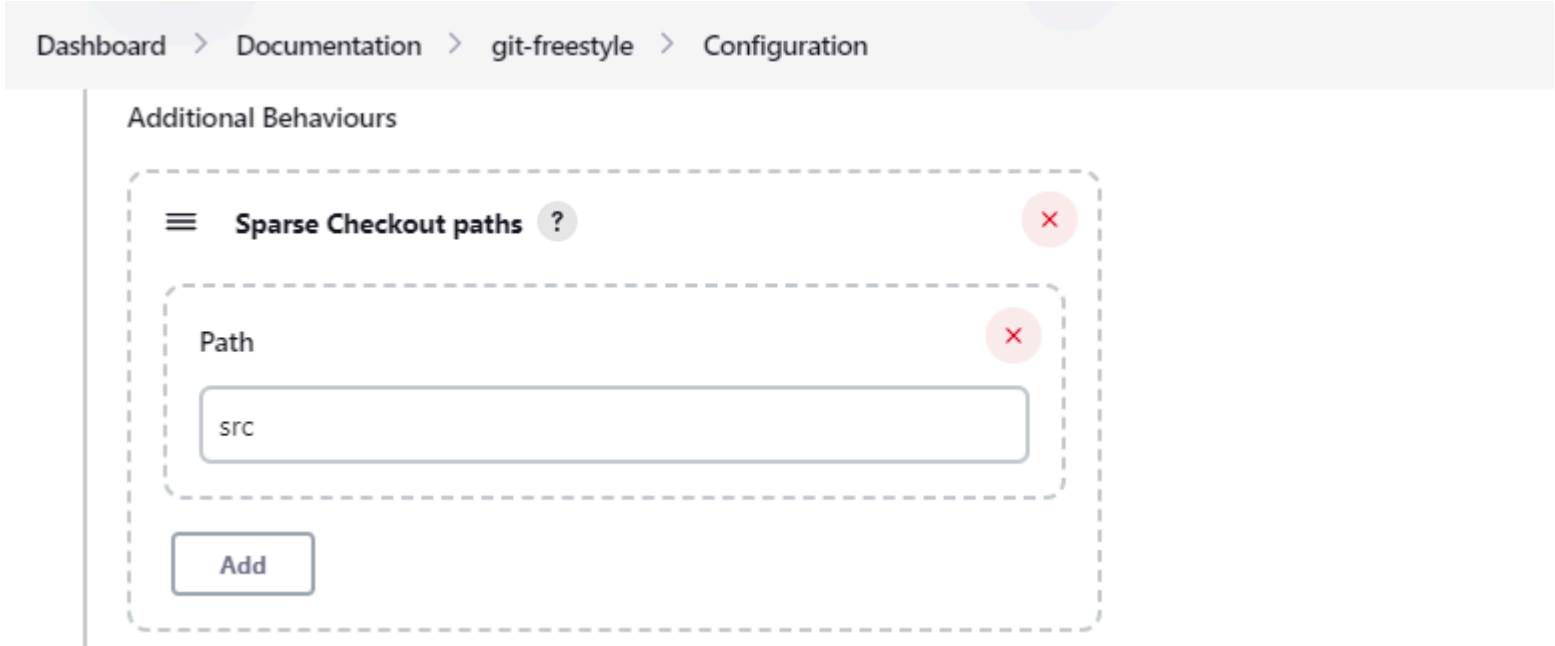 Dashboard > Documentation > git-freestyle > Configuration
Additional Behaviours
Sparse Checkout paths ?
Path
src
Add